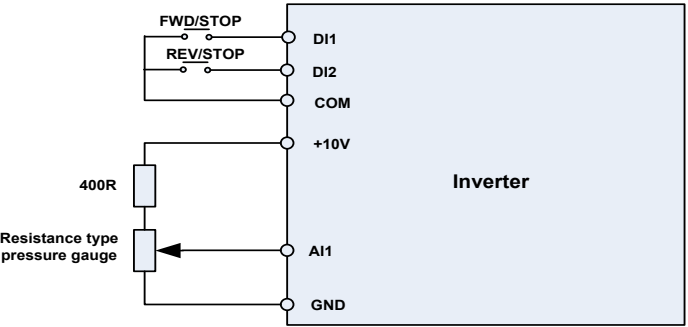 FWD/STOP
DI1
REV/STOP
DI2
COM
+10V
400R
Inverter
Resistance type
pressure gauge
AI1
GND